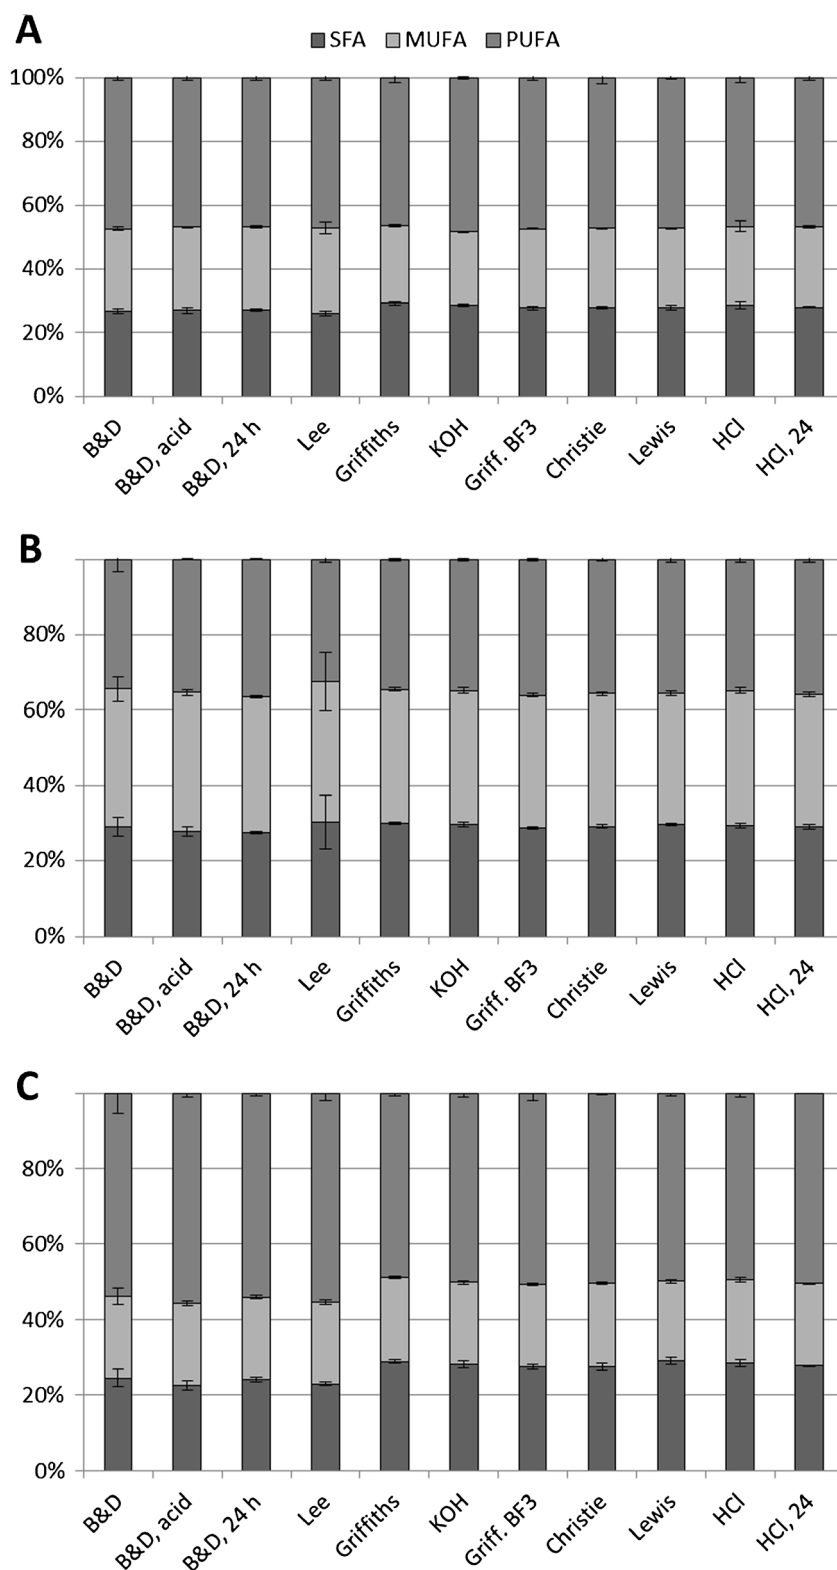 A
SFA MUFA PUFA
100%
80%
60%
40%
20%
0%
B&D
B&D, acid
B&D, 24 h
Lee
Griffiths
KOH
Griff. BF3
Christie
Lewis
HCl
HCl, 24
B
80%
60%
40%
20%
0%
B&D
B&D, acid
B&D, 24 h
Lee
Griffiths
KOH
Griff. BF3
Christie
Lewis
HCl
HCl, 24
C
80%
60%
40%
20%
0%
B&D
B&D, acid
B&D, 24 h
Lee
Griffiths
KOH
Griff. BF3
Christie
Lewis
HCl
HCl, 24